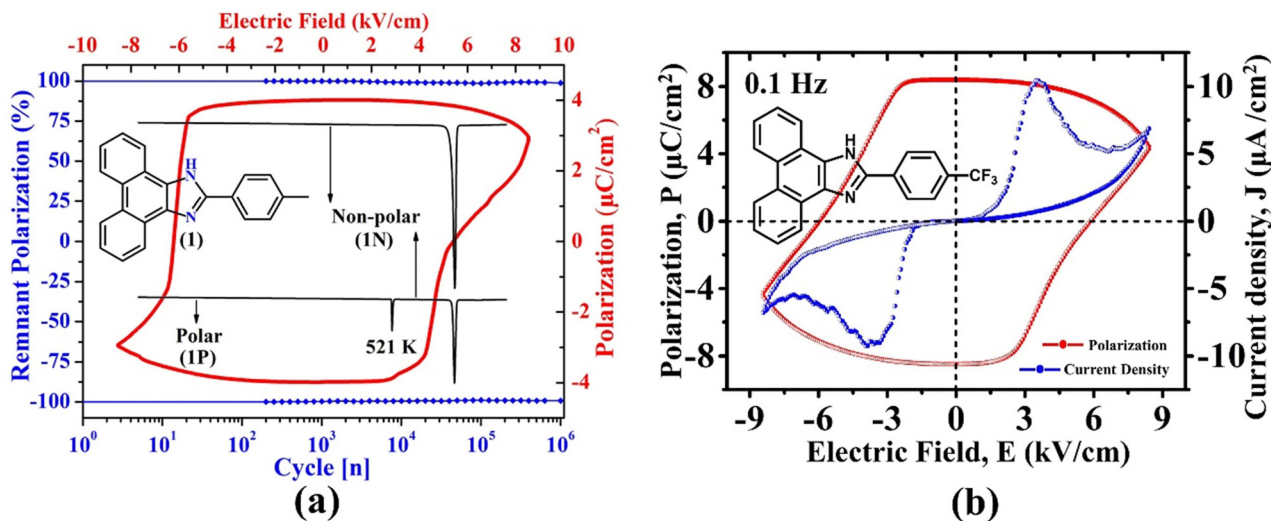 Electric Field (kV/cm)
-10 -8 -6 -4 -2 0 2 4 6 8 10
Remnant Polarization (%)
100
75
50
25
0
-25
-50
-75
-100
H
N
N
(1)
Non-polar
(1N)
Polar
(1P)
521 K
4
2
0
-2
-4
Polarization (μC/cm²)
10⁰ 10¹ 10² 10³ 10⁴ 10⁵ 10⁶
Cycle [n]
(a)
Polarization, P (μC/cm²)
8
4
0
-4
-8
0.1 Hz
H
N
N
CF₃
Polarization
Current Density
10
5
0
-5
-10
Current density, J (μA/cm²)
-9 -6 -3 0 3 6 9
Electric Field, E (kV/cm)
(b)